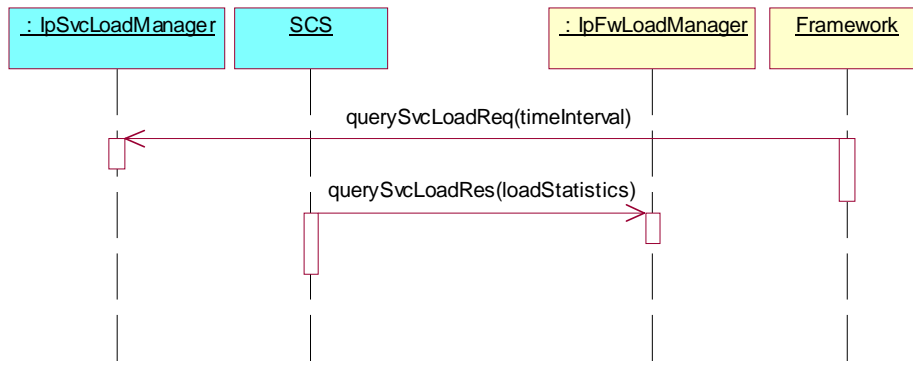 : IpSvcLoadManager
SCS
: IpFwLoadManager
Framework
querySvcLoadReq(timeInterval)
querySvcLoadRes(loadStatistics)